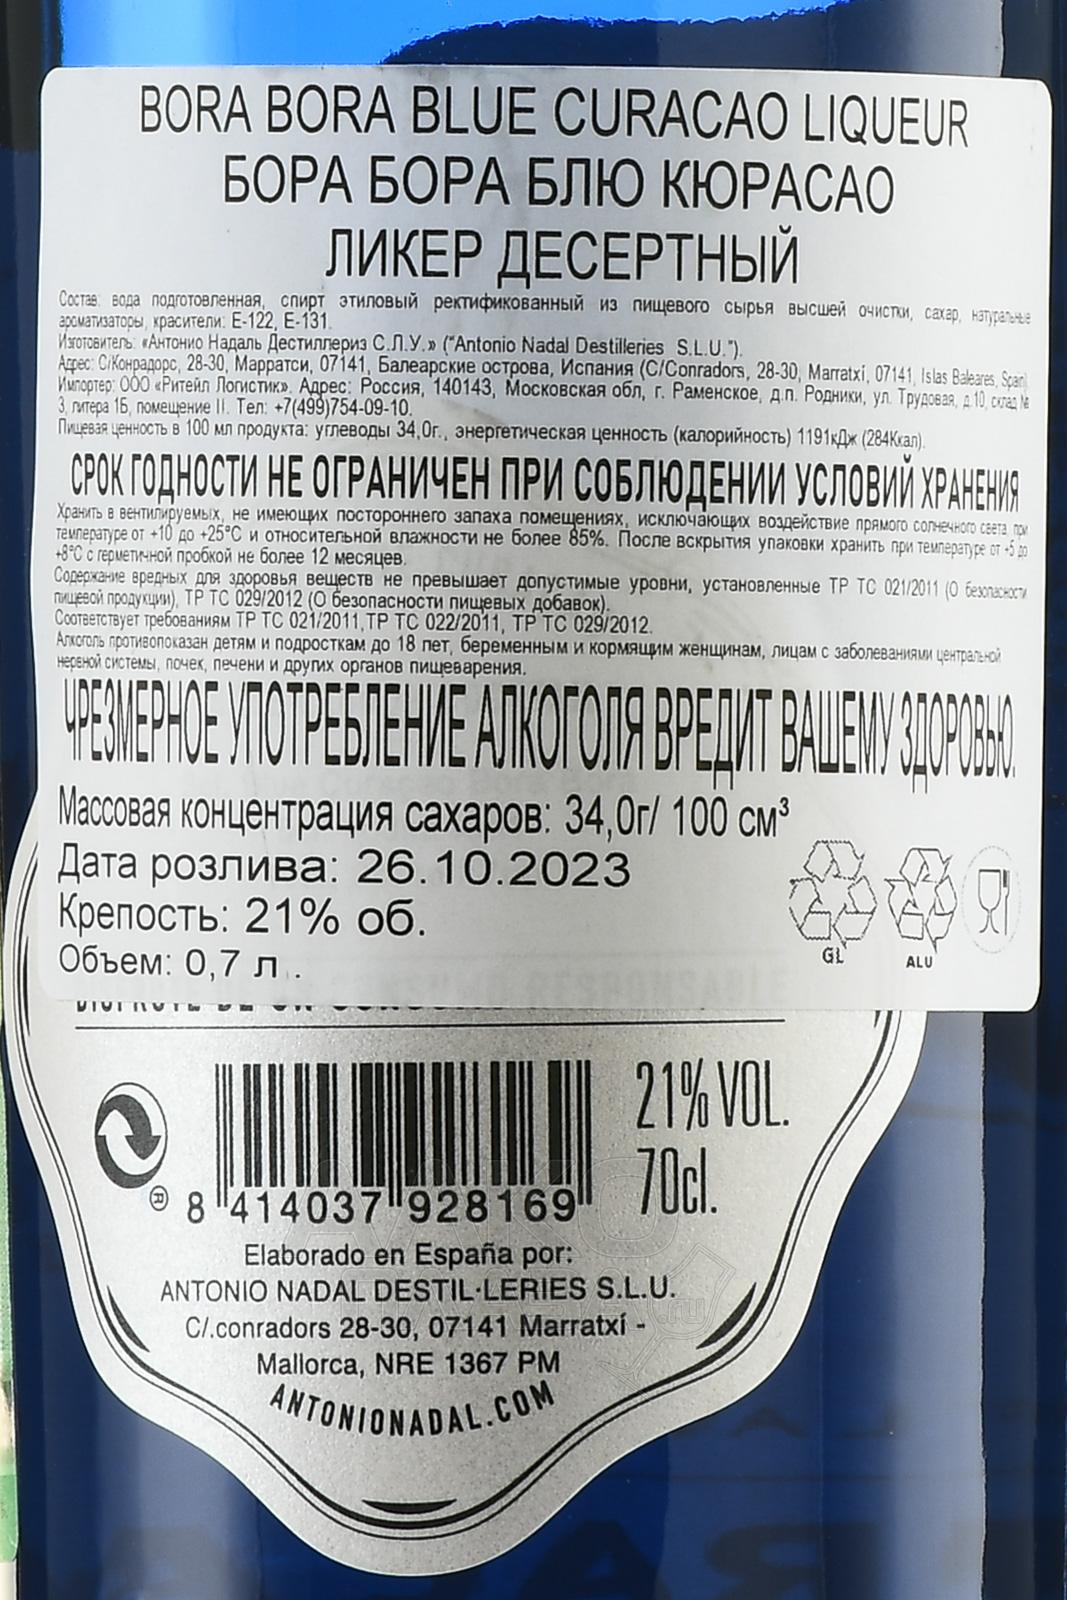 BORA BORA BLUE CURACAO LIQUEUR
БОРА БОРА БЛЮ КЮРАСАО
ЛИКЕР ДЕСЕРТНЫЙ
Состав: вода подготовленная, спирт этиловый ректификованный из пищевого сырья высшей очистки, сахар, натуральные
ароматизаторы, красители: Е-122, Е-131.
Изготовитель: «Антонио Надаль Дестиллериз С.Л.У.» ("Antonio Nadal Destilleries S.L.U.").
Адрес: С/Конрадорс, 28-30, Марратси, 07141, Балеарские острова, Испания (C/Conradors, 28-30, Marratxí, 07141, Islas Baleares, Spain)
Импортер: ООО «Ритейл Логистик». Адрес: Россия, 140143, Московская обл, г. Раменское, д.п. Родники, ул. Трудовая, д.10, склад №
3, литера 1Б, помещение II. Тел: +7(499)754-09-10.
Пищевая ценность в 100 мл продукта: углеводы 34,0г., энергетическая ценность (калорийность) 1191кДж (284Ккал).
СРОК ГОДНОСТИ НЕ ОГРАНИЧЕН ПРИ СОБЛЮДЕНИИ УСЛОВИЙ ХРАНЕНИЯ
Хранить в вентилируемых, не имеющих постороннего запаха помещениях, исключающих воздействие прямого солнечного света, при
температуре от +10 до +25°С и относительной влажности не более 85%. После вскрытия упаковки хранить при температуре от +5 до
+8°С с герметичной пробкой не более 12 месяцев.
Содержание вредных для здоровья веществ не превышает допустимые уровни, установленные ТР ТС 021/2011 (О безопасности
пищевой продукции), ТР ТС 029/2012 (О безопасности пищевых добавок).
Соответствует требованиям ТР ТС 021/2011,ТР ТС 022/2011, ТР ТС 029/2012.
Алкоголь противопоказан детям и подросткам до 18 лет, беременным и кормящим женщинам, лицам с заболеваниями центральной
нервной системы, почек, печени и других органов пищеварения.
ЧРЕЗМЕРНОЕ УПОТРЕБЛЕНИЕ АЛКОГОЛЯ ВРЕДИТ ВАШЕМУ ЗДОРОВЬЮ.
Массовая концентрация сахаров: 34,0г/ 100 см³
Дата розлива: 26.10.2023
Крепость: 21% об.
Объем: 0,7 л .
GL
ALU
21% VOL.
70cl.
®
8 414037 928169
Elaborado en España por:
ANTONIO NADAL DESTIL·LERIES S.L.U.
C/.conradors 28-30, 07141 Marratxí -
Mallorca, NRE 1367 PM
ANTONIONADAL.COM